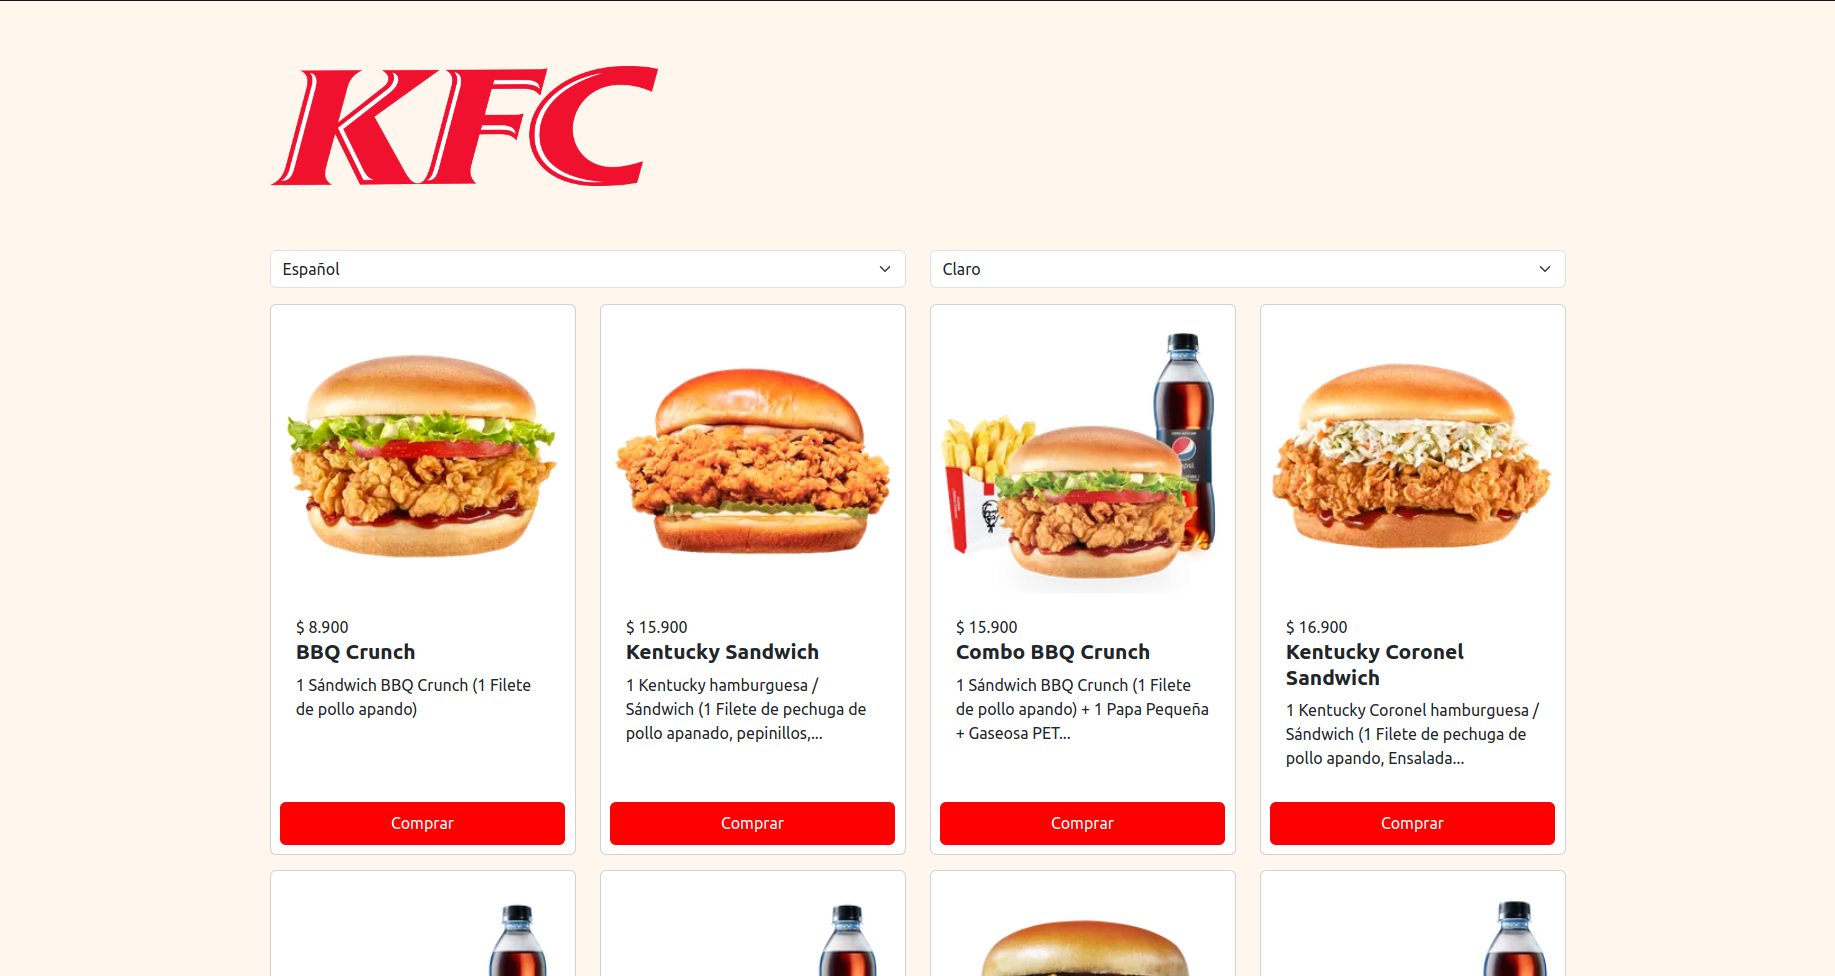 KFC
Español
Claro
$ 8.900
BBQ Crunch
1 Sándwich BBQ Crunch (1 Filete
de pollo apando)
Comprar
$ 15.900
Kentucky Sandwich
1 Kentucky hamburguesa /
Sándwich (1 Filete de pechuga de
pollo apanado, pepinillos,...
Comprar
pepsi
$ 15.900
Combo BBQ Crunch
1 Sándwich BBQ Crunch (1 Filete
de pollo apando) + 1 Papa Pequeña
+ Gaseosa PET...
Comprar
$ 16.900
Kentucky Coronel
Sandwich
1 Kentucky Coronel hamburguesa /
Sándwich (1 Filete de pechuga de
pollo apando, Ensalada...
Comprar